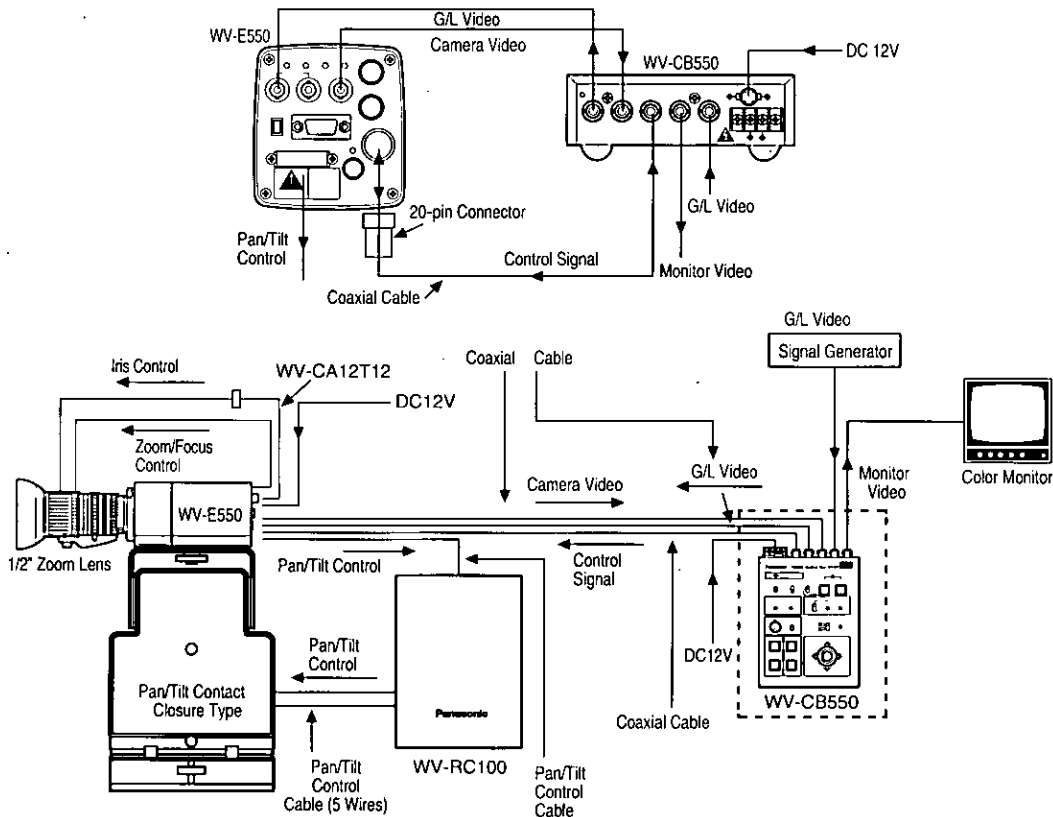 G/L Video
WV-E550
Camera Video
WV-CB550
DC 12V
20-pin Connector
G/L Video
Pan/Tilt
Control
Control Signal
Monitor Video
Coaxial Cable
G/L Video
Signal Generator
Iris Control
WV-CA12T12
Coaxial Cable
DC12V
Zoom/Focus
Control
G/L Video
Monitor
Video
Color Monitor
Camera Video
WV-E550
1/2" Zoom Lens
Pan/Tilt Control
Control
Signal
Pan/Tilt
Control
DC12V
Pan/Tilt Contact
Closure Type
Panasonic
WV-CB550
Coaxial Cable
WV-RC100
Pan/Tilt
Control
Cable (5 Wires)
Pan/Tilt
Control
Cable